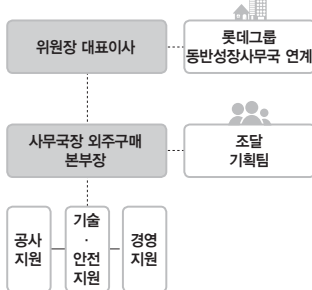 위원장 대표이사
롯데그룹
동반성장사무국 연계
사무국장 외주구매
본부장
조달
기획팀
공사
지원
기술
·
안전
지원
경영
지원